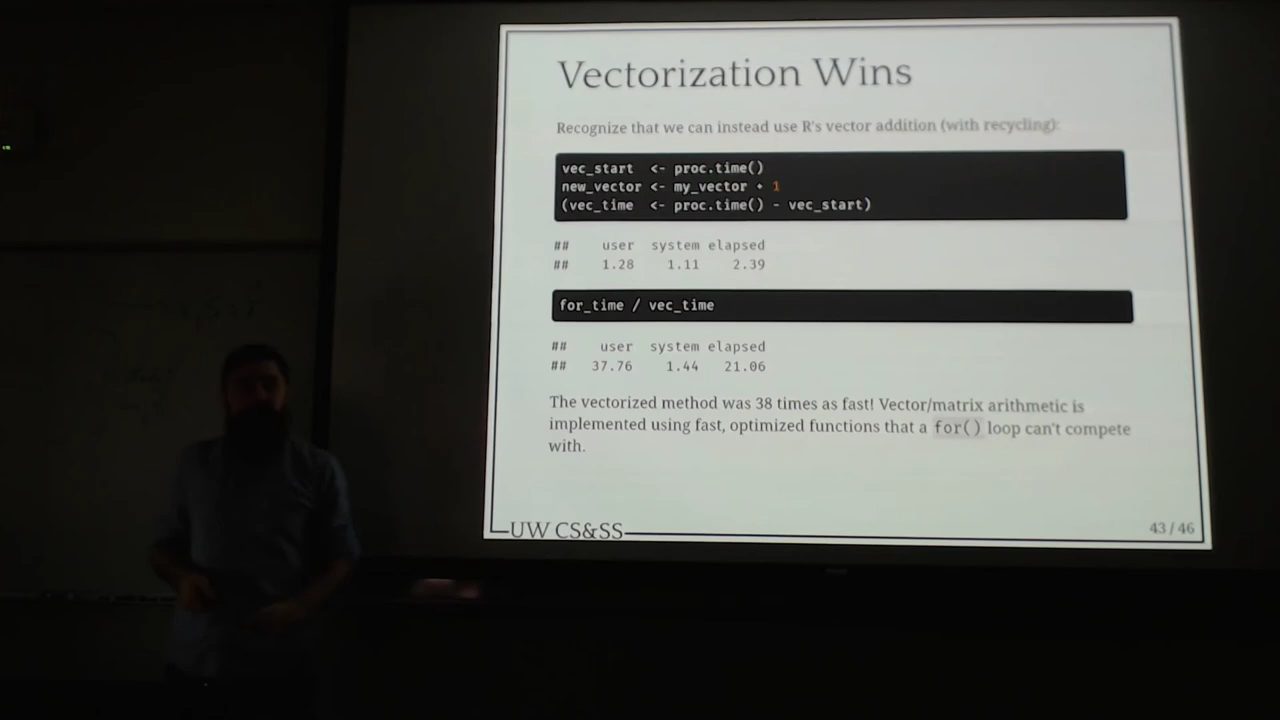 Vectorization Wins
Recognize that we can instead use R's vector addition (with recycling):
vec_start  <- proc.time()
new_vector <- my_vector + 1
(vec_time  <- proc.time() - vec_start)
##    user  system elapsed
##    1.28    1.11    2.39
for_time / vec_time
##    user  system elapsed
##   37.76    1.44   21.06
The vectorized method was 38 times as fast! Vector/matrix arithmetic is
implemented using fast, optimized functions that a for() loop can't compete
with.
UW CS&SS
43 / 46